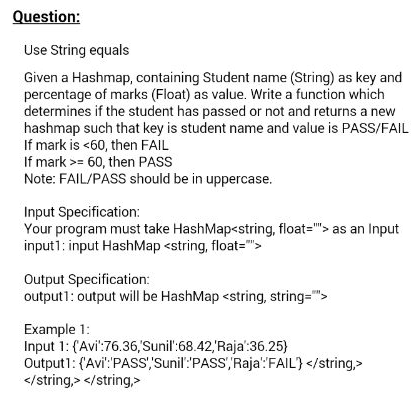 Question:
Use String equals
Given a Hashmap, containing Student name (String) as key and
percentage of marks (Float) as value. Write a function which
determines if the student has passed or not and returns a new
hashmap such that key is student name and value is PASS/FAIL
If mark is <60, then FAIL
If mark >= 60, then PASS
Note: FAIL/PASS should be in uppercase.
Input Specification:
Your program must take HashMap<string, float=""> as an Input
input1: input HashMap <string, float="">
Output Specification:
output1: output will be HashMap <string, string="">
Example 1:
Input 1: {'Avi':76.36,'Sunil':68.42,'Raja':36.25}
Output1: {'Avi':'PASS','Sunil':'PASS','Raja':'FAIL'} </string,>
</string,> </string,>